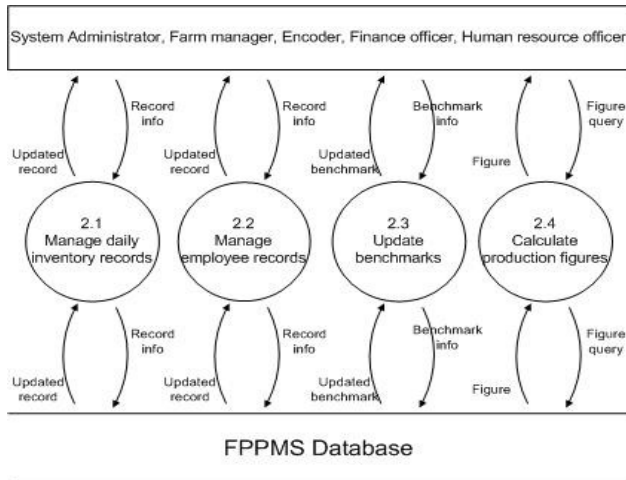 System Administrator, Farm manager, Encoder, Finance officer, Human resource officer
Record
info
Updated
record
Record
info
Updated
record
Benchmark
info
Updated
benchmark
Figure
query
Figure
2.1
Manage daily
inventory records
2.2
Manage
employee records
2.3
Update
benchmarks
2.4
Calculate
production figures
Record
info
Updated
record
Record
info
Updated
record
Benchmark
info
Updated
benchmark
Figure
query
Figure
FPPMS Database